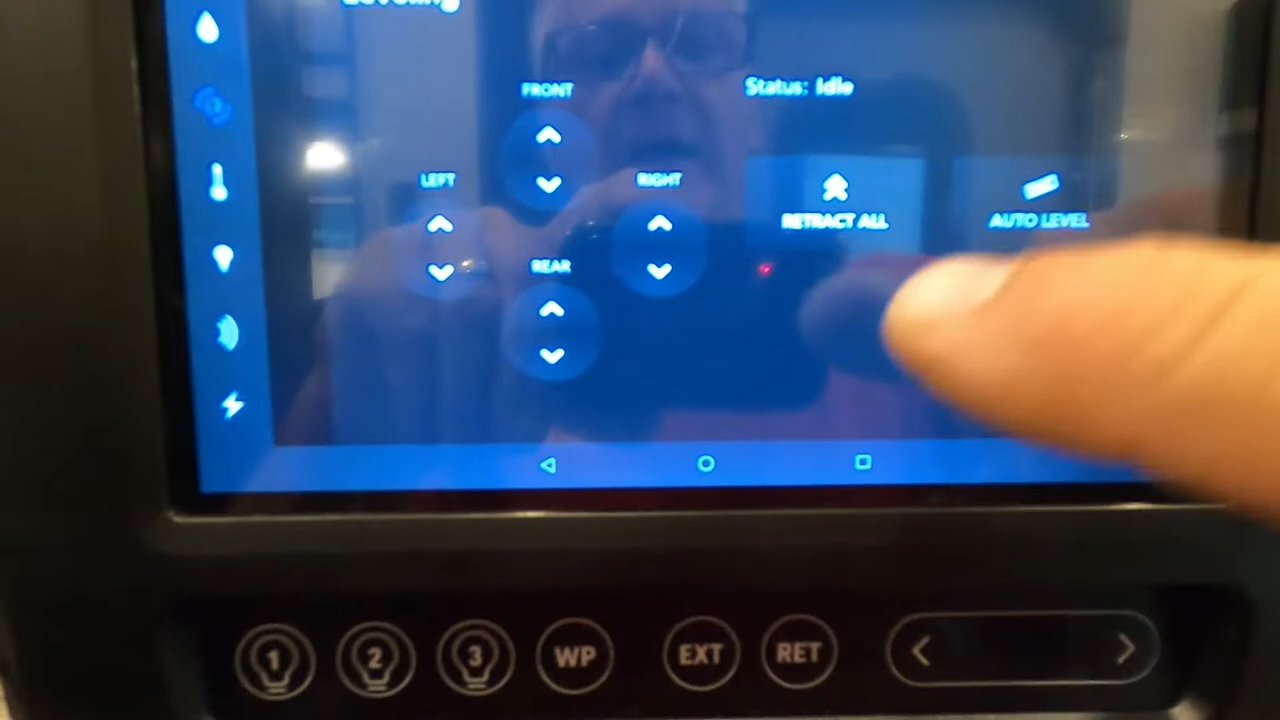 Leveling
FRONT
Status: Idle
LEFT
RIGHT
RETRACT ALL
AUTO LEVEL
REAR
1
2
3
WP
EXT
RET